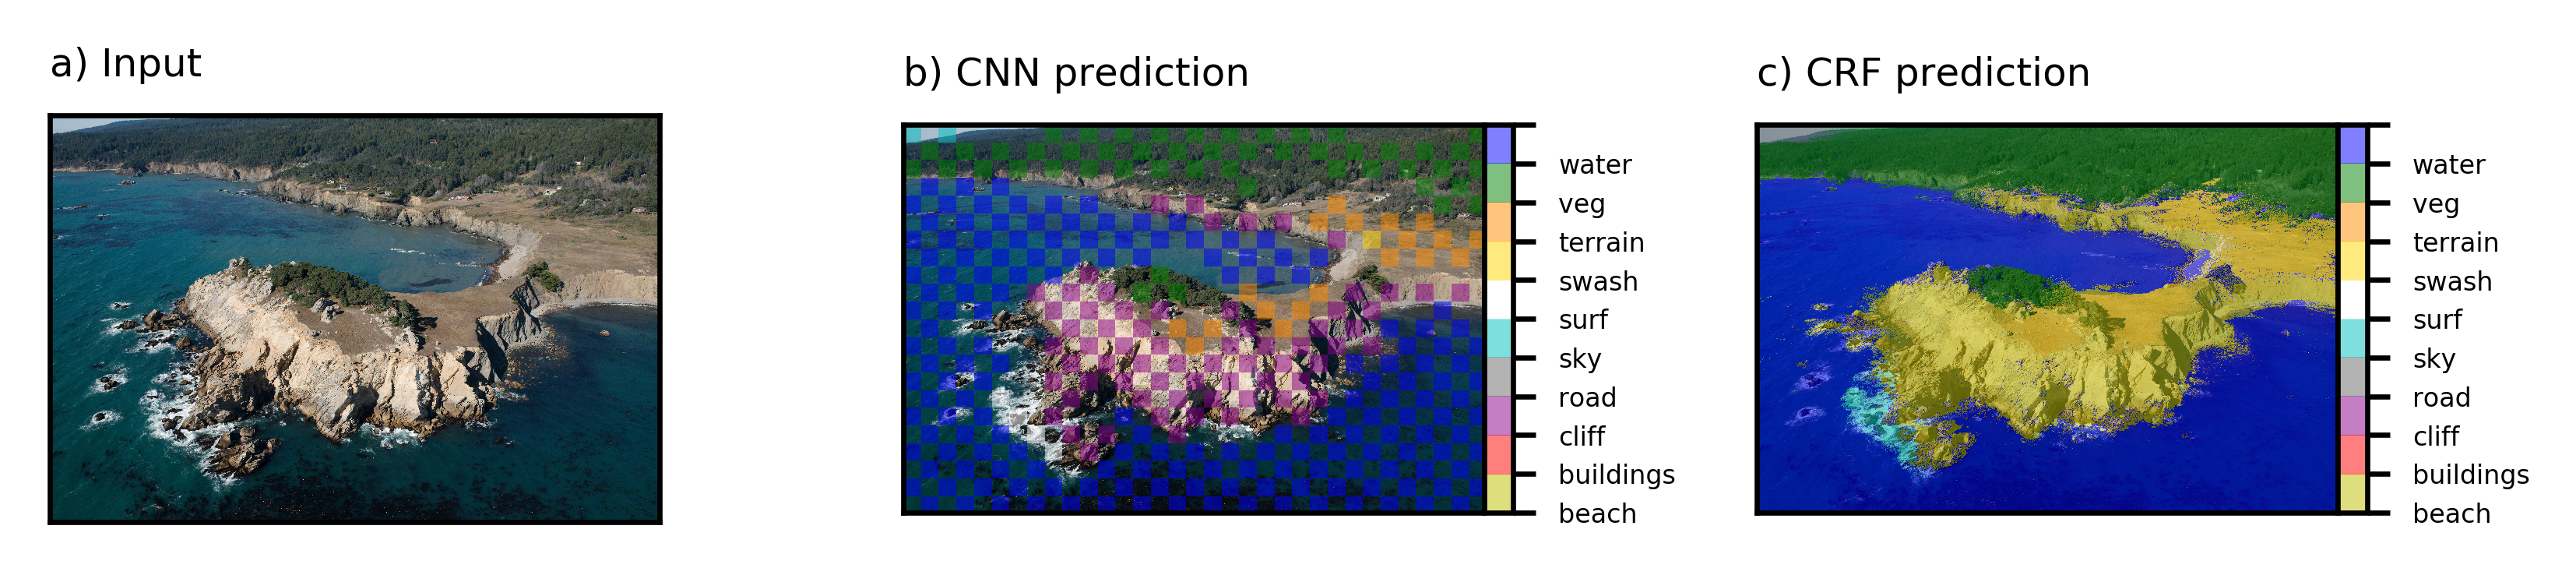 a) Input
b) CNN prediction
c) CRF prediction
water
veg
terrain
swash
surf
sky
road
cliff
buildings
beach
water
veg
terrain
swash
surf
sky
road
cliff
buildings
beach